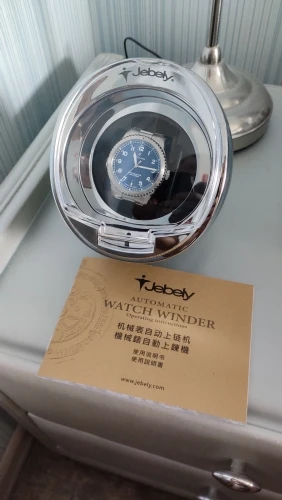 Jebely
Jebely
AUTOMATIC
WATCH WINDER
Operating instructions
机械表自动上链机
機械錶自動上鍊機
使用说明书
使用說明書
www.jebely.com